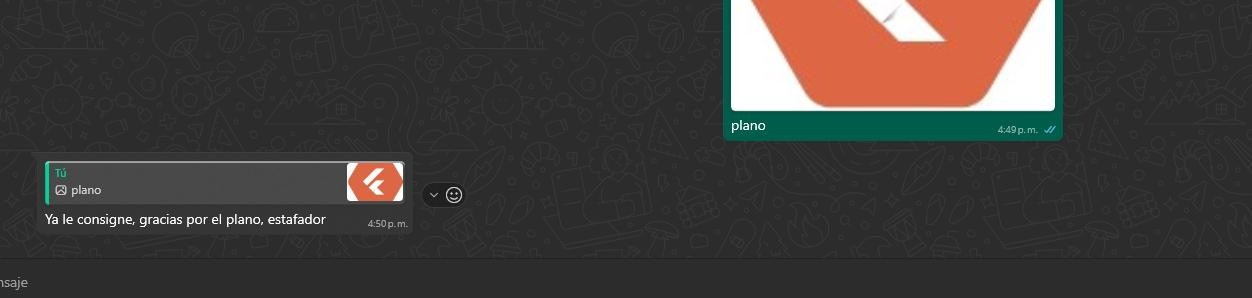 plano
4:49 p. m.
Tú
plano
Ya le consigne, gracias por el plano, estafador
4:50 p. m.
nsaje